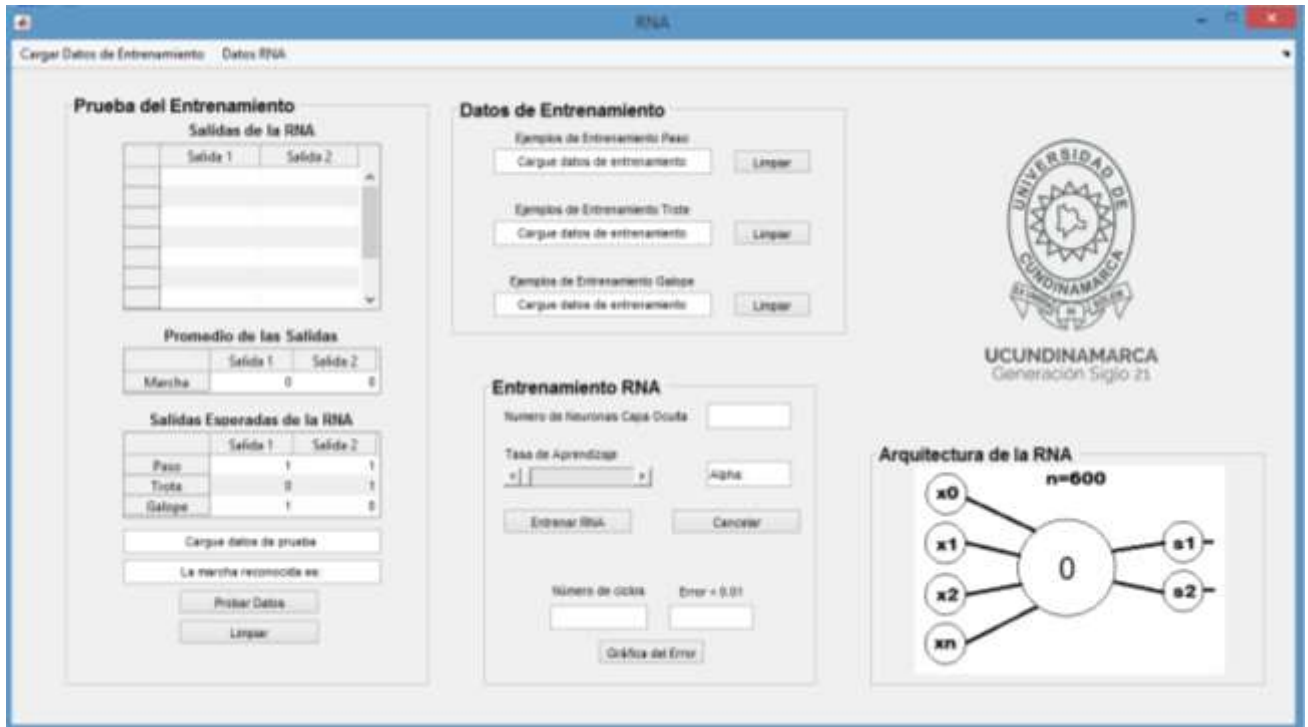 RNA
Cargar Datos de Entrenamiento Datos RNA
Prueba del Entrenamiento
Salidas de la RNA
Salida 1 Salida 2
Promedio de las Salidas
Salida 1 Salida 2
Marcha 0 0
Salidas Esperadas de la RNA
Salida 1 Salida 2
Paso 1 1
Trota 0 1
Galope 1 0
Cargue datos de prueba
La marcha reconocida es:
Probar Datos
Limpiar
Datos de Entrenamiento
Ejemplos de Entrenamiento Paso
Cargue datos de entrenamiento Limpiar
Ejemplos de Entrenamiento Trote
Cargue datos de entrenamiento Limpiar
Ejemplos de Entrenamiento Galope
Cargue datos de entrenamiento Limpiar
Entrenamiento RNA
Numero de Neuronas Capa Oculta
Tasa de Aprendizaje
Alpha:
Entrenar RNA Cancelar
Número de ciclos Error < 0.01
Gráfica del Error
UNIVERSIDAD DE
CUNDINAMARCA
UCUNDINAMARCA
Generación Siglo 21
Arquitectura de la RNA
n=600
x0
x1
x2
xn
0
s1
s2